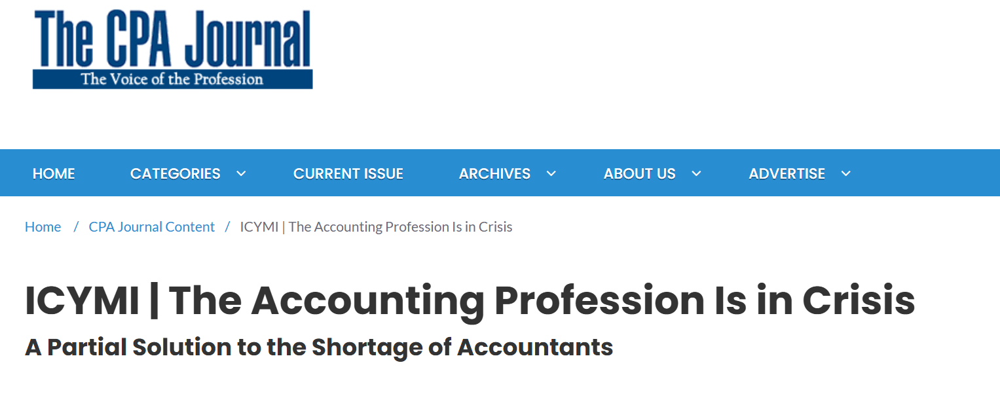 The CPA Journal
The Voice of the Profession
HOME CATEGORIES CURRENT ISSUE ARCHIVES ABOUT US ADVERTISE
Home / CPA Journal Content / ICYMI | The Accounting Profession Is in Crisis
ICYMI | The Accounting Profession Is in Crisis
A Partial Solution to the Shortage of Accountants